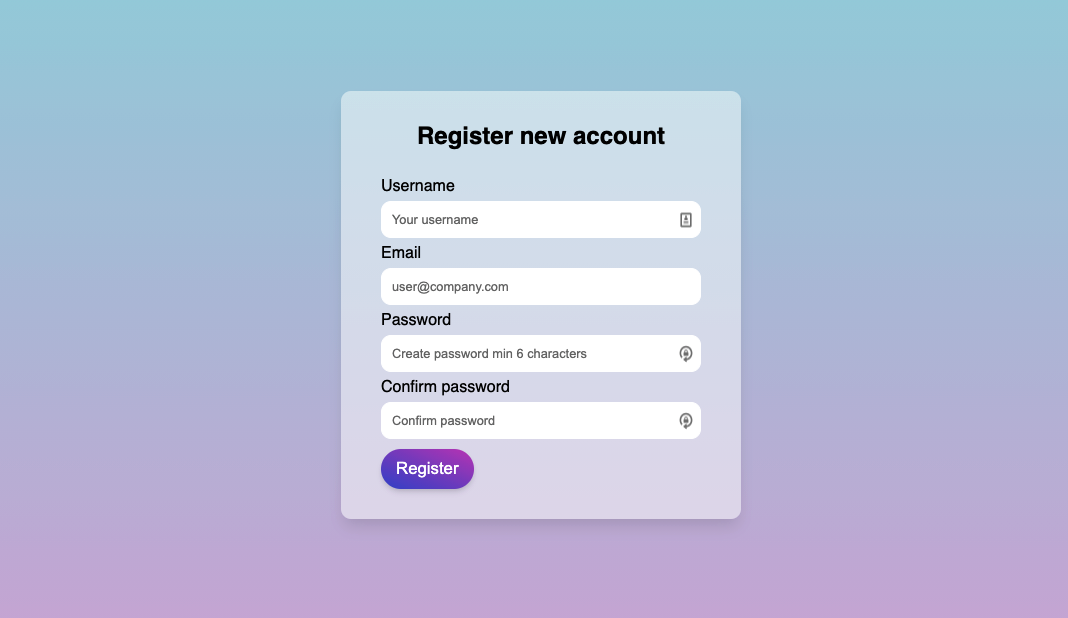 Register new account
Username
Your username
Email
user@company.com
Password
Create password min 6 characters
Confirm password
Confirm password
Register